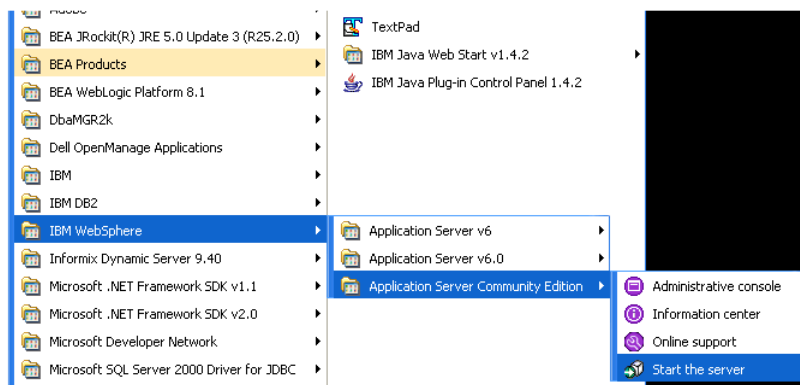 BEA JRockit(R) JRE 5.0 Update 3 (R25.2.0)
BEA Products
BEA WebLogic Platform 8.1
DbaMGR2k
Dell OpenManage Applications
IBM
IBM DB2
IBM WebSphere
Informix Dynamic Server 9.40
Microsoft .NET Framework SDK v1.1
Microsoft .NET Framework SDK v2.0
Microsoft Developer Network
Microsoft SQL Server 2000 Driver for JDBC
TextPad
IBM Java Web Start v1.4.2
IBM Java Plug-in Control Panel 1.4.2
Application Server v6
Application Server v6.0
Application Server Community Edition
Administrative console
Information center
Online support
Start the server